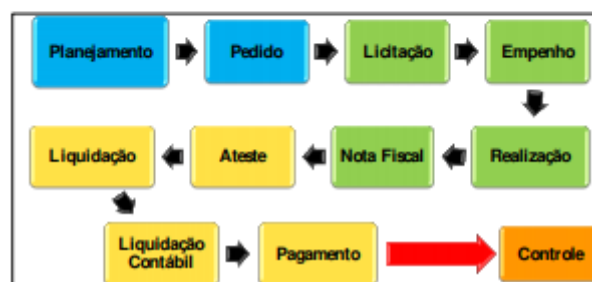 Planejamento
Pedido
Licitação
Empenho
Liquidação
Ateste
Nota Fiscal
Realização
Liquidação
Contábil
Pagamento
Controle